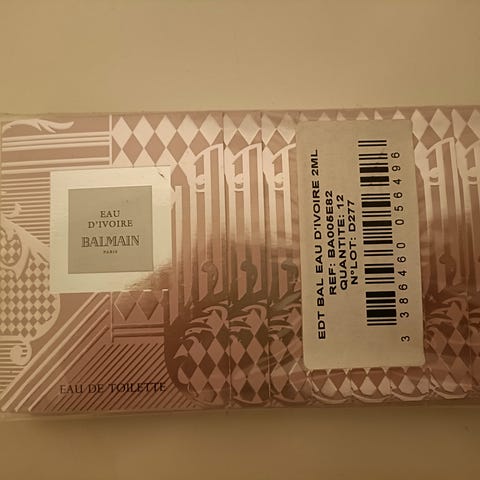 EAU
D'IVOIRE
BALMAIN
PARIS
EAU DE TOILETTE
EDT BAL EAU D'IVOIRE 2ML
REF: BA005E82
QUANTITE: 12
N°LOT: D277
3 386460 056496